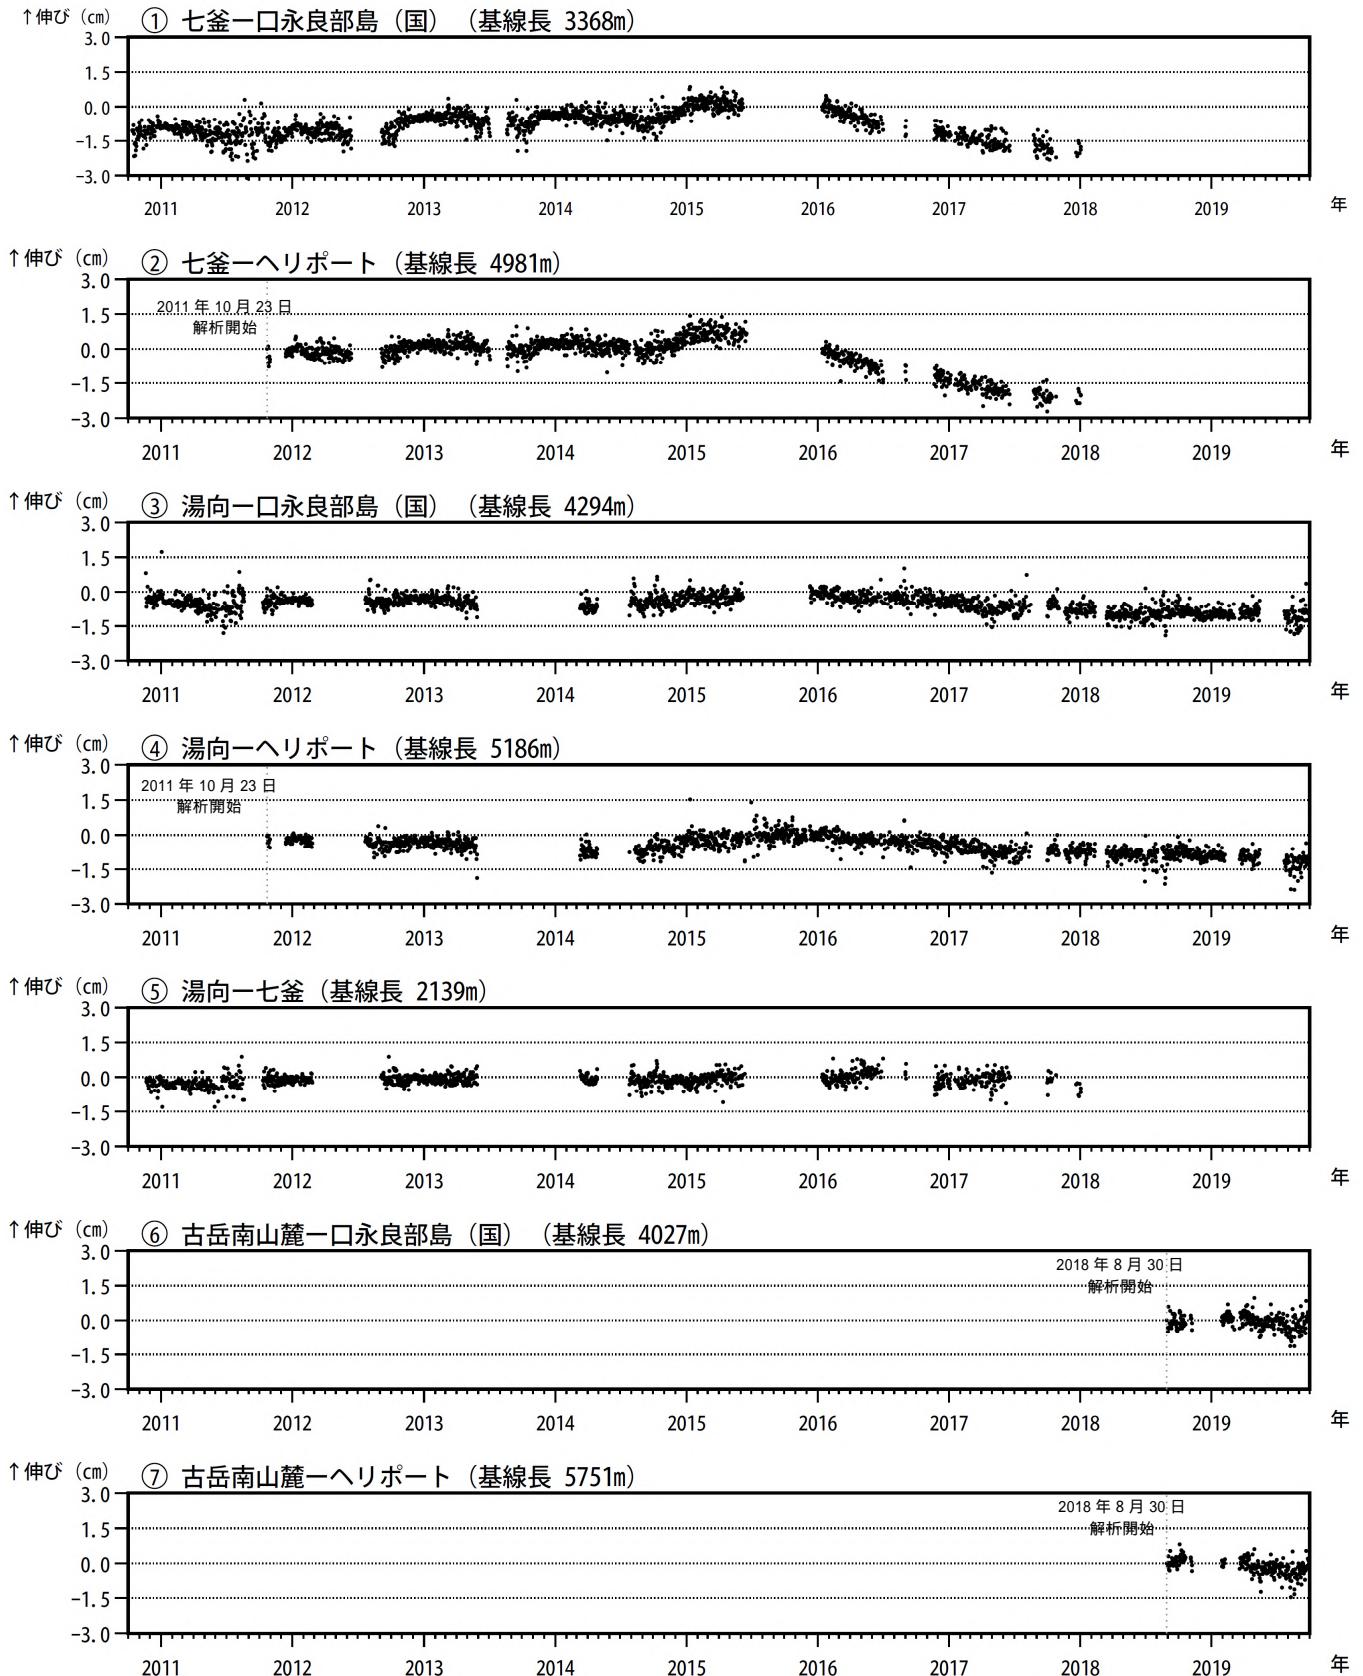 ↑伸び（㎝） ① 七釜ー口永良部島（国）（基線長 3368m）
3.0
1.5
0.0
−1.5
−3.0
2011 2012 2013 2014 2015 2016 2017 2018 2019 年
↑伸び（㎝） ② 七釜ーヘリポート（基線長 4981m）
3.0
2011 年 10 月 23 日
1.5
解析開始
0.0
−1.5
−3.0
2011 2012 2013 2014 2015 2016 2017 2018 2019 年
↑伸び（㎝） ③ 湯向ー口永良部島（国）（基線長 4294m）
3.0
1.5
0.0
−1.5
−3.0
2011 2012 2013 2014 2015 2016 2017 2018 2019 年
↑伸び（㎝） ④ 湯向ーヘリポート（基線長 5186m）
3.0
2011 年 10 月 23 日
1.5
解析開始
0.0
−1.5
−3.0
2011 2012 2013 2014 2015 2016 2017 2018 2019 年
↑伸び（㎝） ⑤ 湯向ー七釜（基線長 2139m）
3.0
1.5
0.0
−1.5
−3.0
2011 2012 2013 2014 2015 2016 2017 2018 2019 年
↑伸び（㎝） ⑥ 古岳南山麓ー口永良部島（国）（基線長 4027m）
3.0
2018 年 8 月 30 日
1.5
解析開始
0.0
−1.5
−3.0
2011 2012 2013 2014 2015 2016 2017 2018 2019 年
↑伸び（㎝） ⑦ 古岳南山麓ーヘリポート（基線長 5751m）
3.0
2018 年 8 月 30 日
1.5
解析開始
0.0
−1.5
−3.0
2011 2012 2013 2014 2015 2016 2017 2018 2019 年